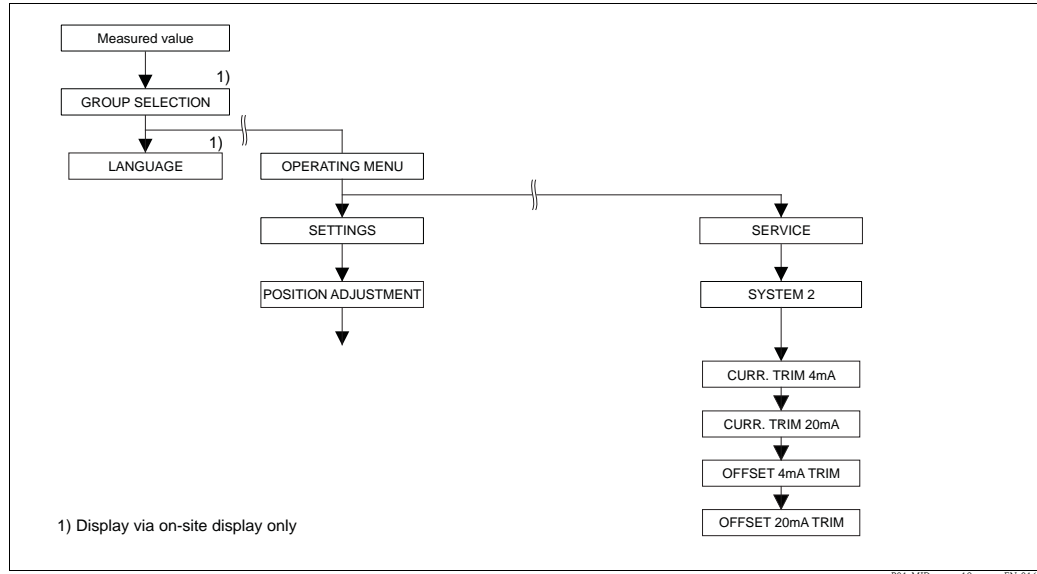 Measured value
1)
GROUP SELECTION
1)
LANGUAGE
OPERATING MENU
SETTINGS
SERVICE
POSITION ADJUSTMENT
SYSTEM 2
CURR. TRIM 4mA
CURR. TRIM 20mA
OFFSET 4mA TRIM
OFFSET 20mA TRIM
1) Display via on-site display only